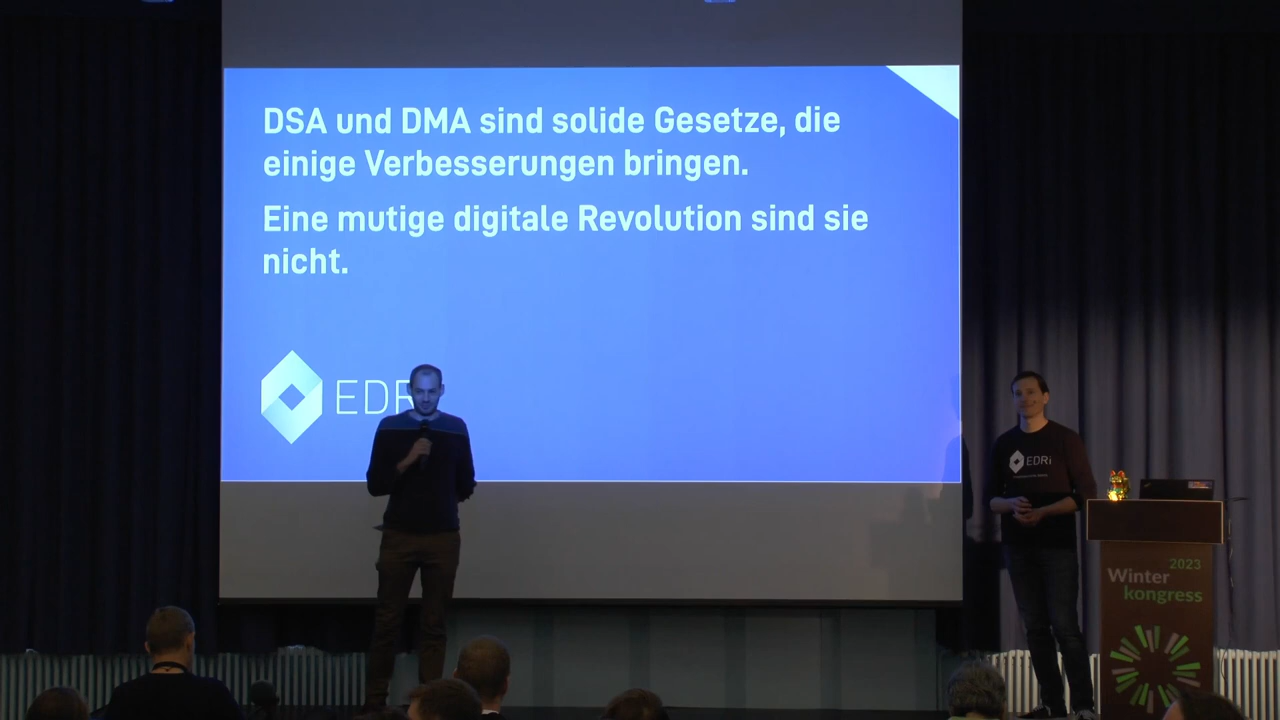 DSA und DMA sind solide Gesetze, die
einige Verbesserungen bringen.
Eine mutige digitale Revolution sind sie
nicht.
EDR
EDRi
2023
Winter
kongress